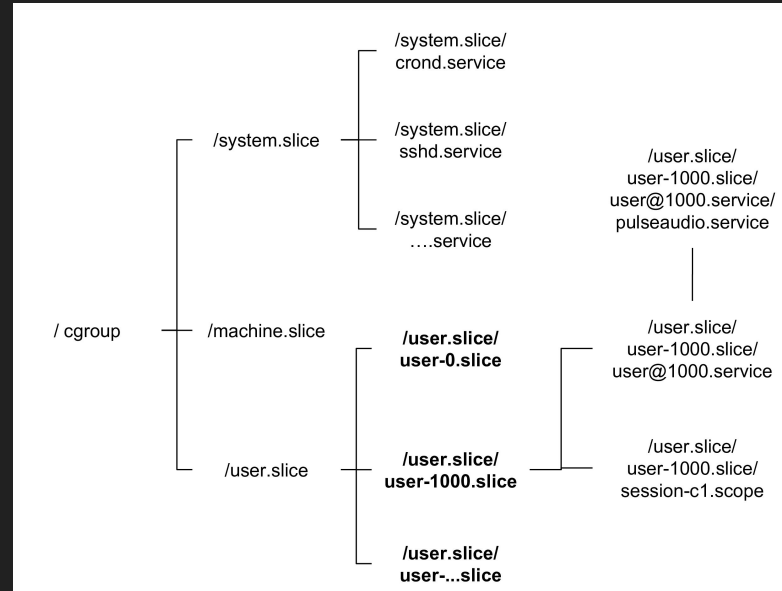 / cgroup
/system.slice
/machine.slice
/user.slice
/system.slice/
crond.service
/system.slice/
sshd.service
/system.slice/
....service
/user.slice/
user-0.slice
/user.slice/
user-1000.slice
/user.slice/
user-...slice
/user.slice/
user-1000.slice/
user@1000.service/
pulseaudio.service
/user.slice/
user-1000.slice/
user@1000.service
/user.slice/
user-1000.slice/
session-c1.scope